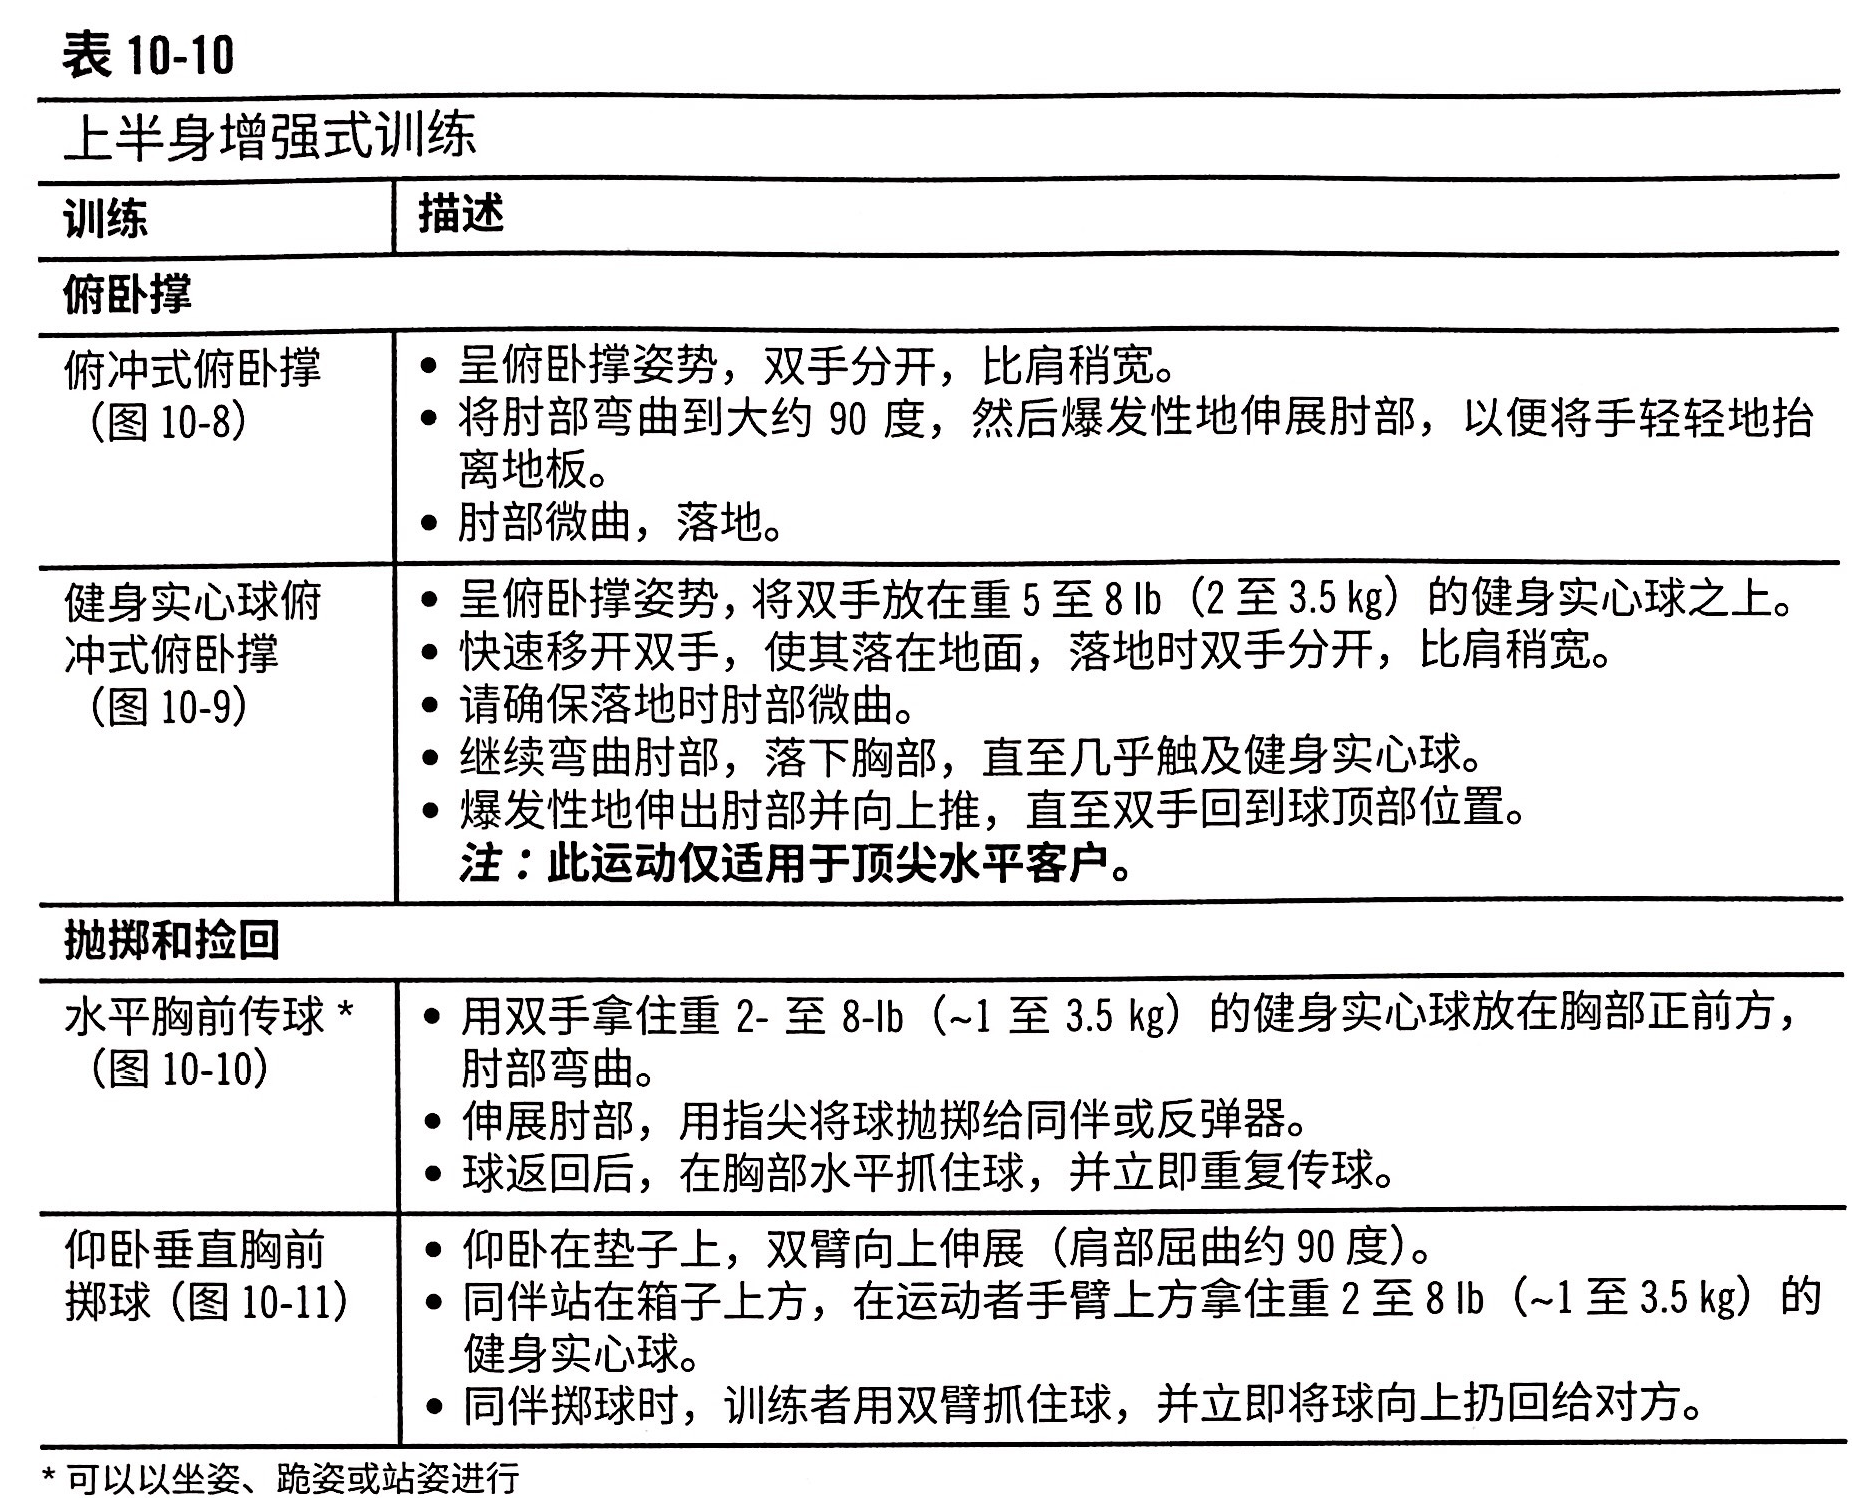 表 10-10
上半身增强式训练
训练 描述
俯卧撑
俯冲式俯卧撑
（图 10-8）
• 呈俯卧撑姿势，双手分开，比肩稍宽。
• 将肘部弯曲到大约 90 度，然后爆发性地伸展肘部，以便将手轻轻地抬
离地板。
• 肘部微曲，落地。
健身实心球俯
冲式俯卧撑
（图 10-9）
• 呈俯卧撑姿势，将双手放在重 5 至 8 lb（2 至 3.5 kg）的健身实心球之上。
• 快速移开双手，使其落在地面，落地时双手分开，比肩稍宽。
• 请确保落地时肘部微曲。
• 继续弯曲肘部，落下胸部，直至几乎触及健身实心球。
• 爆发性地伸出肘部并向上推，直至双手回到球顶部位置。
注：此运动仅适用于顶尖水平客户。
抛掷和捡回
水平胸前传球 *
（图 10-10）
• 用双手拿住重 2- 至 8-lb（~1 至 3.5 kg）的健身实心球放在胸部正前方，
肘部弯曲。
• 伸展肘部，用指尖将球抛掷给同伴或反弹器。
• 球返回后，在胸部水平抓住球，并立即重复传球。
仰卧垂直胸前
掷球（图 10-11）
• 仰卧在垫子上，双臂向上伸展（肩部屈曲约 90 度）。
• 同伴站在箱子上方，在运动者手臂上方拿住重 2 至 8 lb（~1 至 3.5 kg）的
健身实心球。
• 同伴掷球时，训练者用双臂抓住球，并立即将球向上扔回给对方。
* 可以以坐姿、跪姿或站姿进行